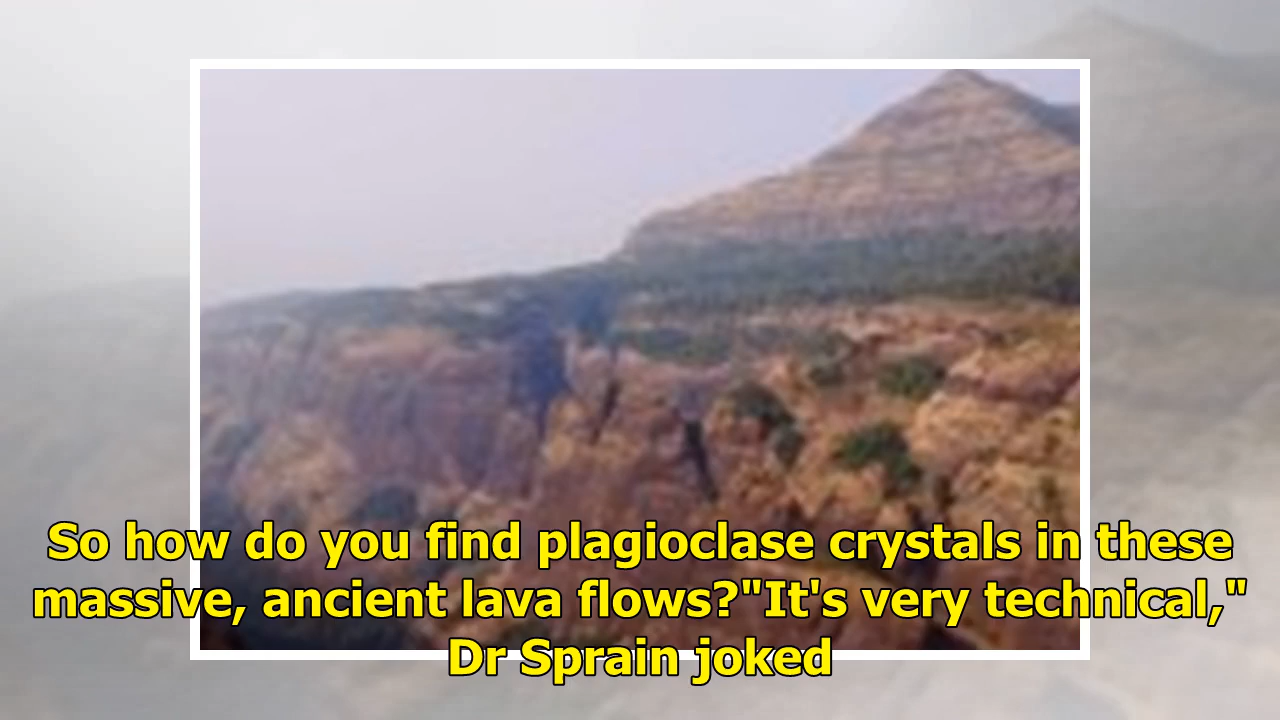 So how do you find plagioclase crystals in these
massive, ancient lava flows?"It's very technical,"
Dr Sprain joked